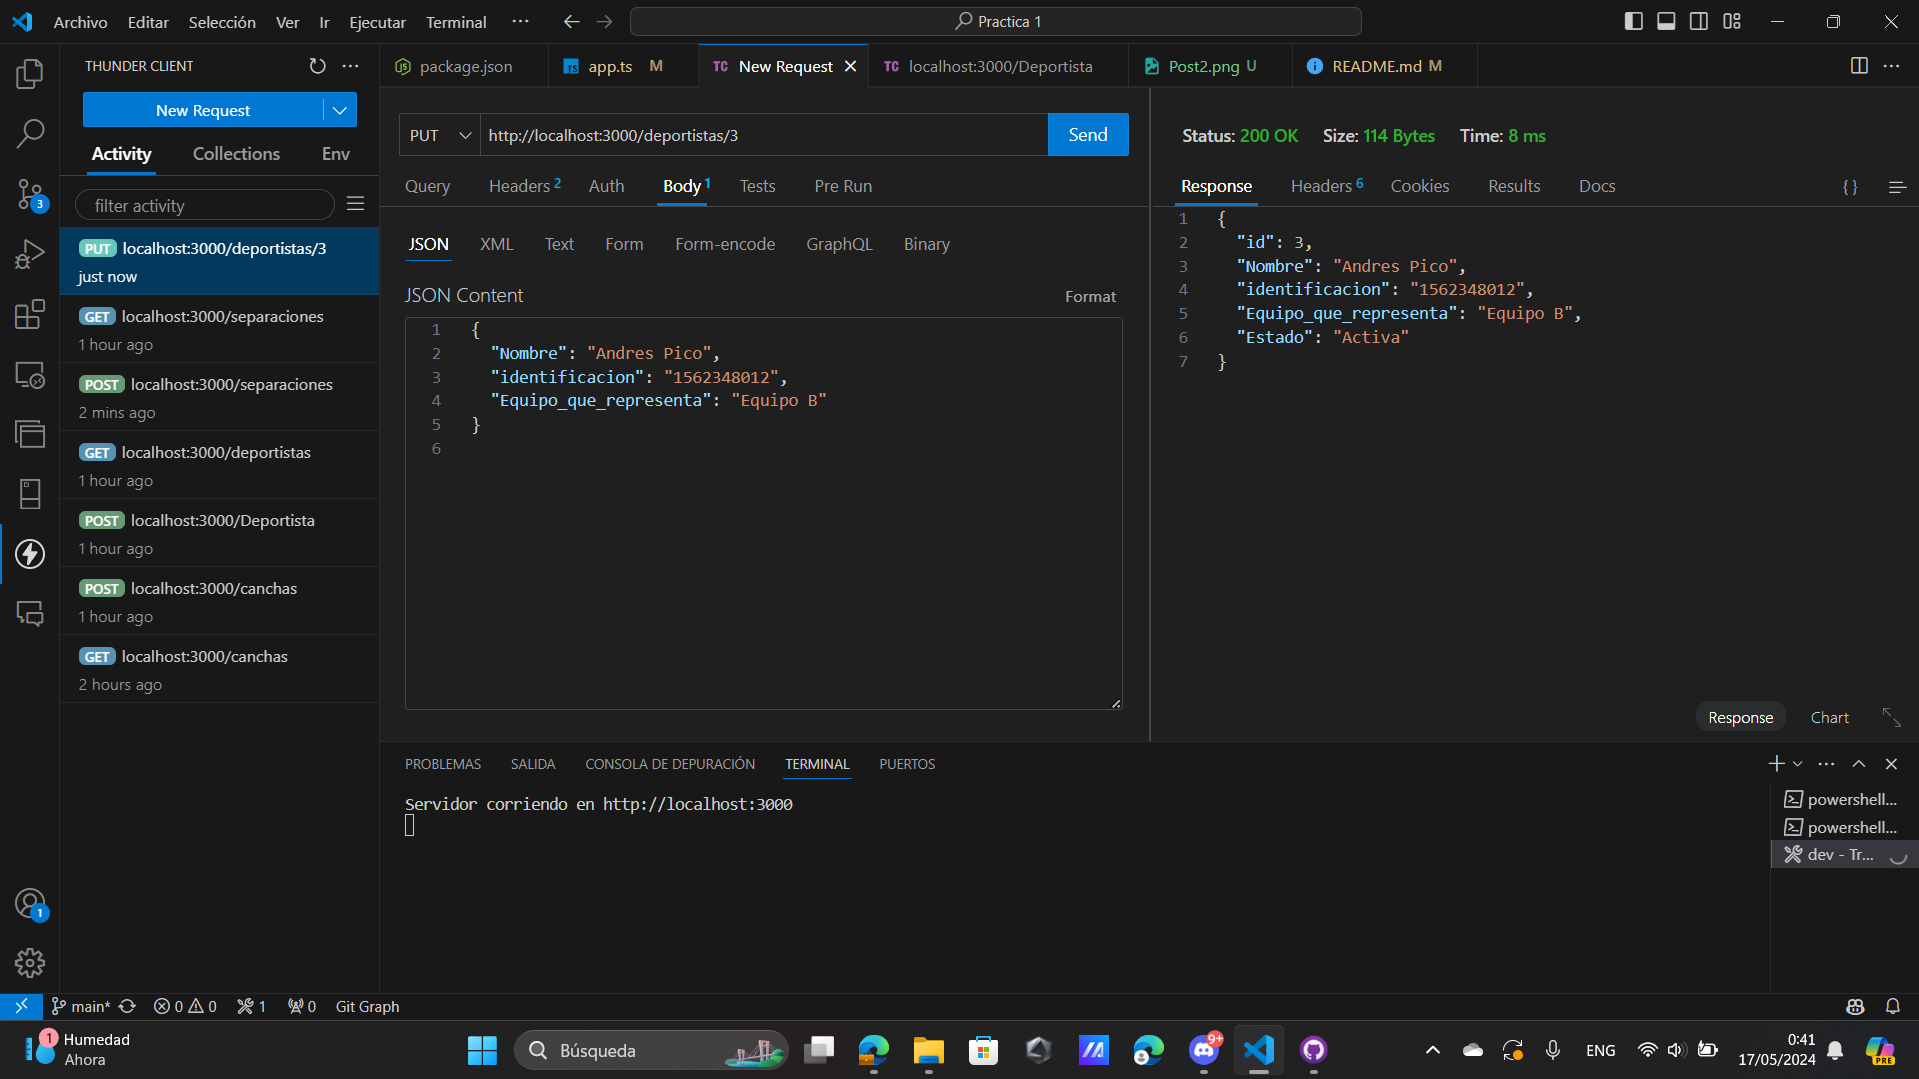 Archivo Editar Selección Ver Ir Ejecutar Terminal ··· Practica 1
THUNDER CLIENT
New Request
Activity Collections Env
filter activity
PUT localhost:3000/deportistas/3
just now
GET localhost:3000/separaciones
1 hour ago
POST localhost:3000/separaciones
2 mins ago
GET localhost:3000/deportistas
1 hour ago
POST localhost:3000/Deportista
1 hour ago
POST localhost:3000/canchas
1 hour ago
GET localhost:3000/canchas
2 hours ago
3
1
package.json TS app.ts M TC New Request TC localhost:3000/Deportista Post2.png U README.md M
PUT http://localhost:3000/deportistas/3 Send
Query Headers 2 Auth Body 1 Tests Pre Run
JSON XML Text Form Form-encode GraphQL Binary
JSON Content Format
1 {
2 "Nombre": "Andres Pico",
3 "identificacion": "1562348012",
4 "Equipo_que_representa": "Equipo B"
5 }
6
Status: 200 OK Size: 114 Bytes Time: 8 ms
Response Headers 6 Cookies Results Docs {}
1 {
2 "id": 3,
3 "Nombre": "Andres Pico",
4 "identificacion": "1562348012",
5 "Equipo_que_representa": "Equipo B",
6 "Estado": "Activa"
7 }
Response Chart
PROBLEMAS SALIDA CONSOLA DE DEPURACIÓN TERMINAL PUERTOS
Servidor corriendo en http://localhost:3000
powershell...
powershell...
dev - Tr...
main* 0 0 1 0 Git Graph
1 Humedad
Ahora
Búsqueda
9+
ENG
0:41
17/05/2024
PRE